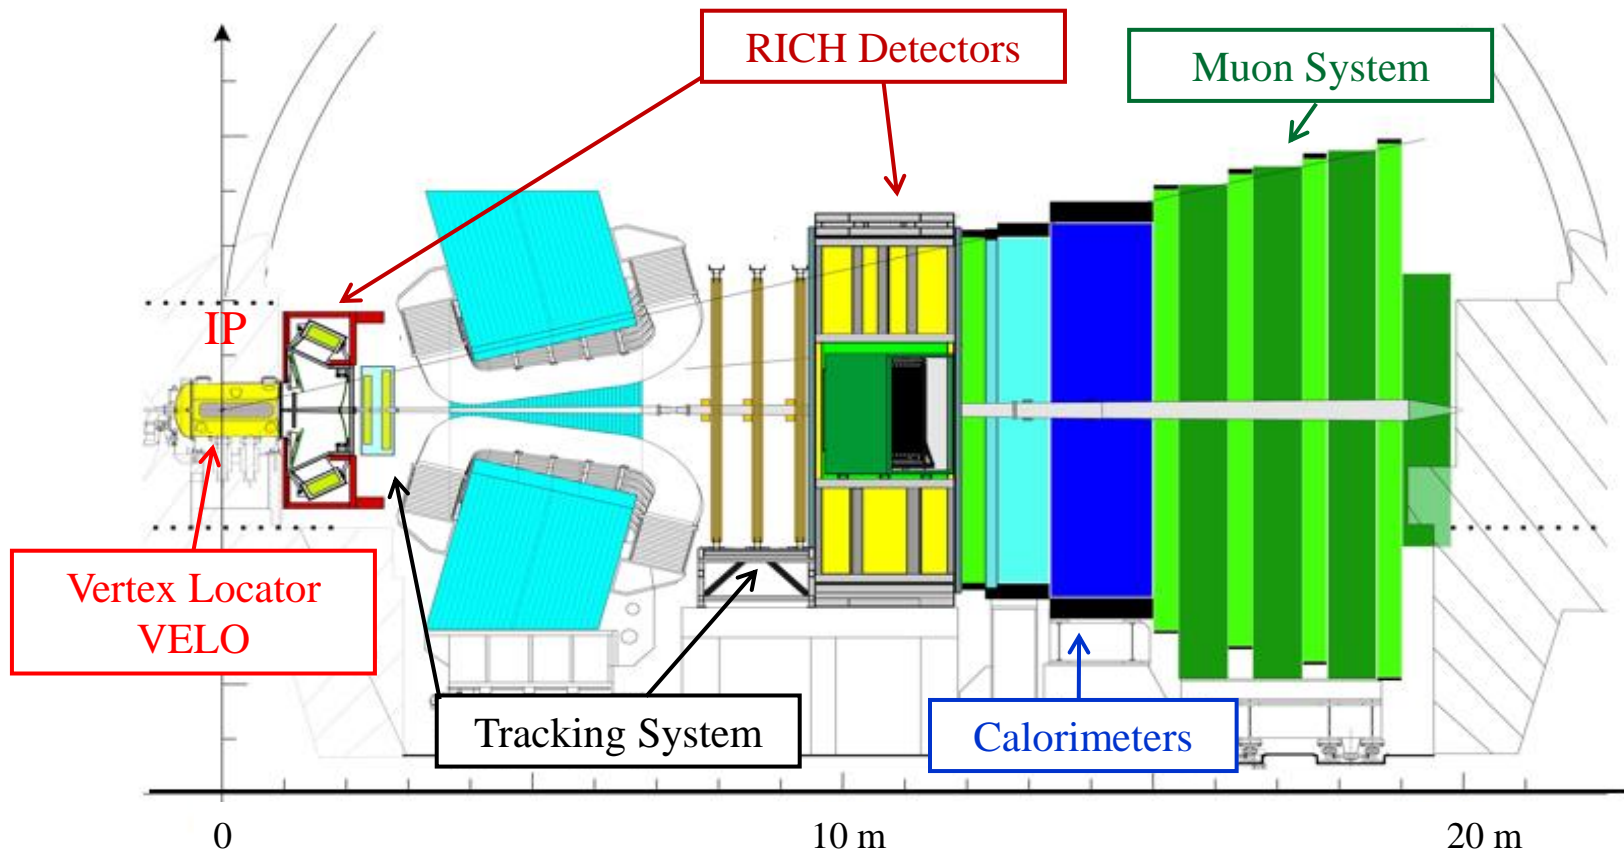 RICH Detectors
Muon System
IP
Vertex Locator
VELO
Tracking System
Calorimeters
0
10 m
20 m